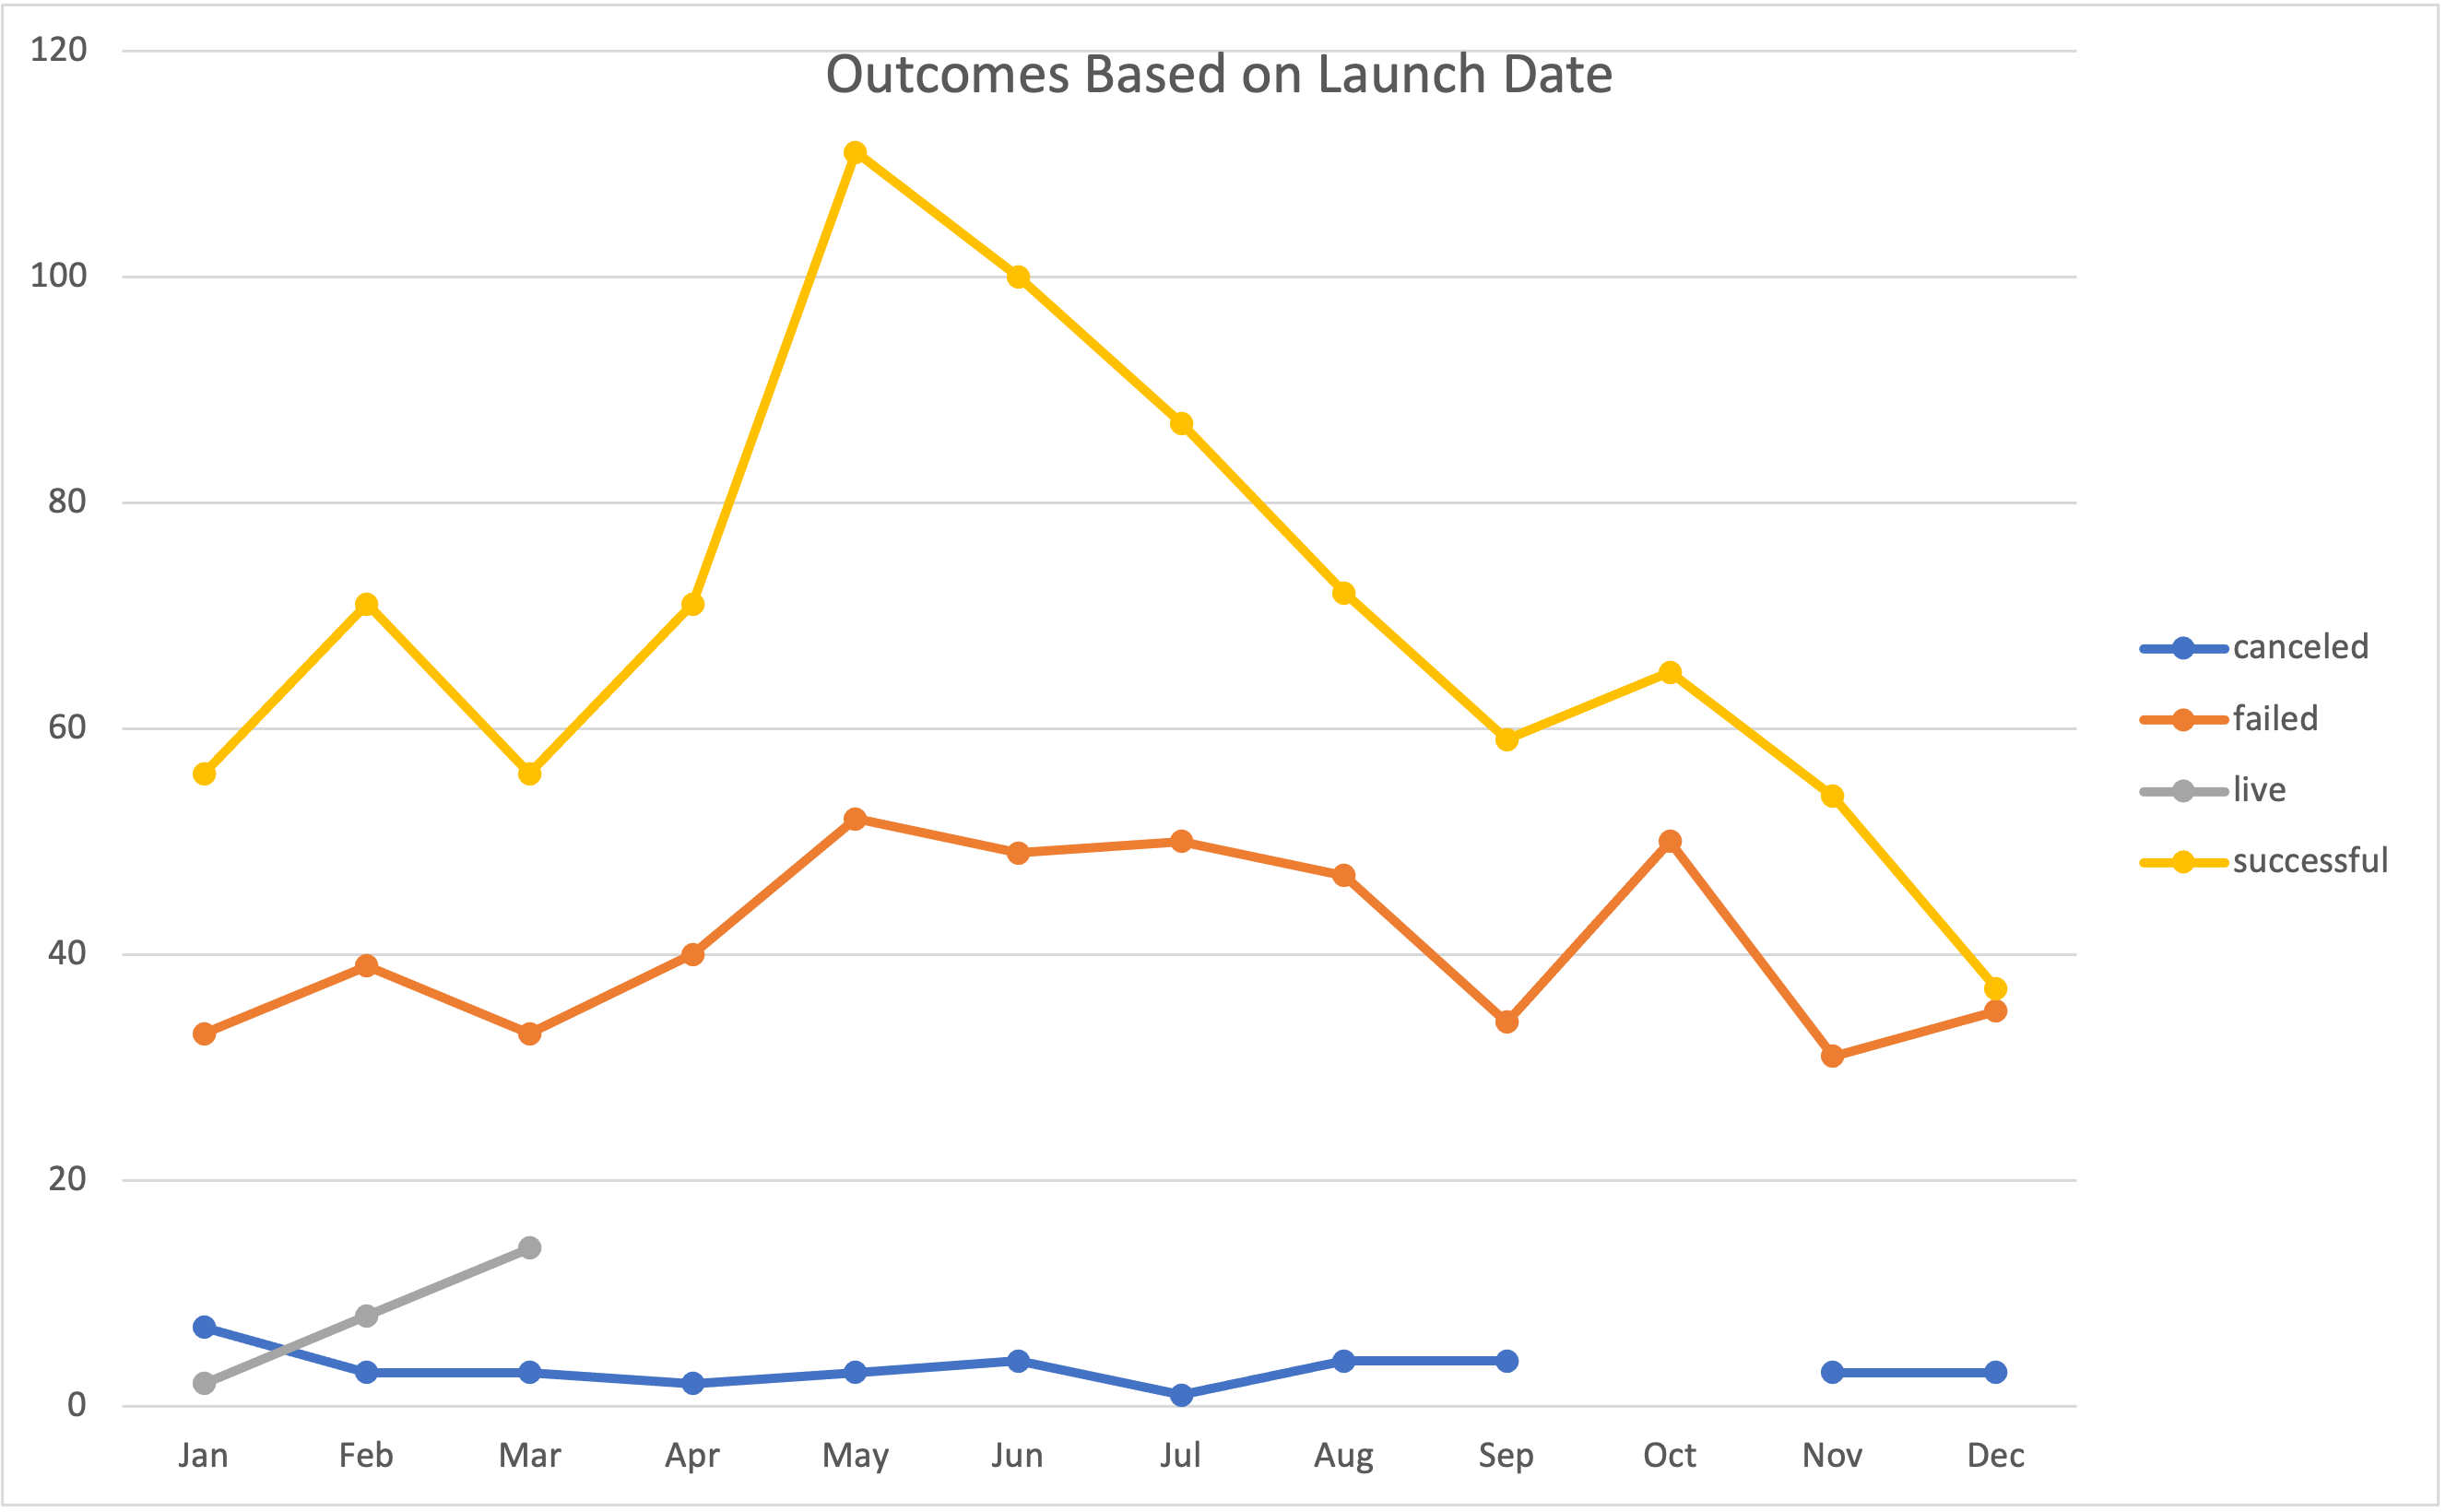 Outcomes Based on Launch Date
120
100
80
60
40
20
0
Jan Feb Mar Apr May Jun Jul Aug Sep Oct Nov Dec
canceled
failed
live
successful